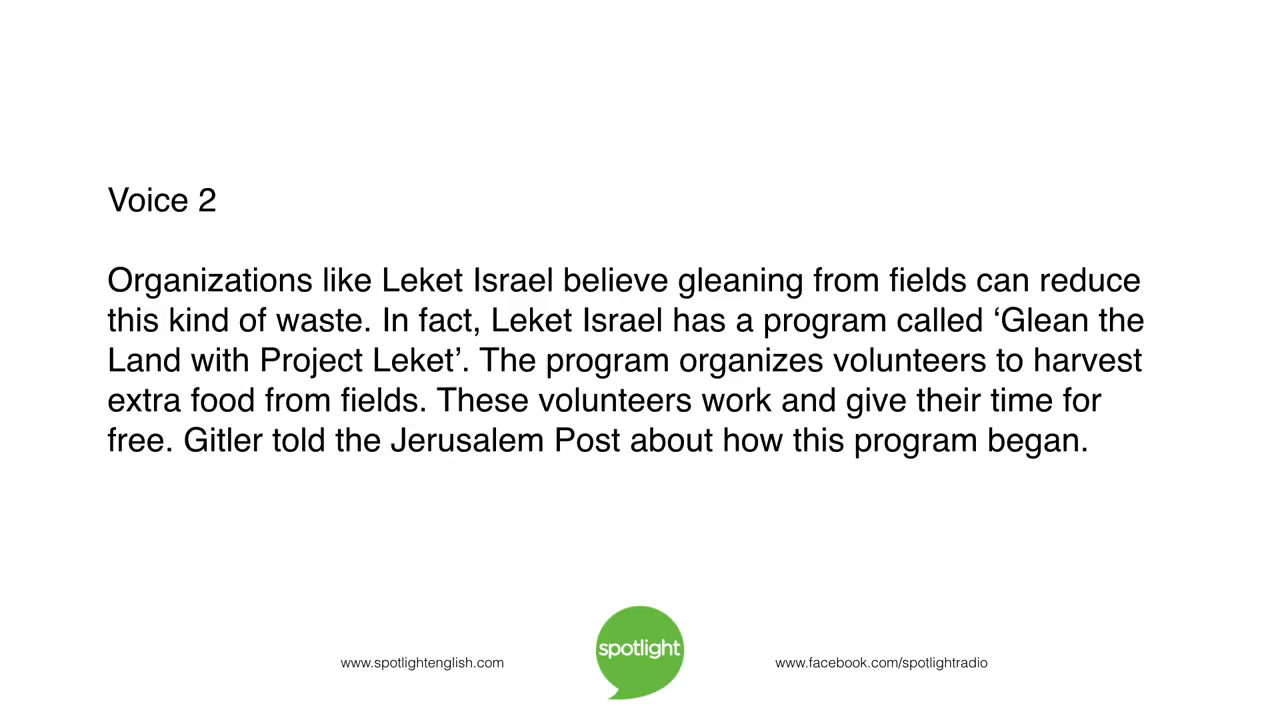 Voice 2
Organizations like Leket Israel believe gleaning from fields can reduce
this kind of waste. In fact, Leket Israel has a program called ‘Glean the
Land with Project Leket’. The program organizes volunteers to harvest
extra food from fields. These volunteers work and give their time for
free. Gitler told the Jerusalem Post about how this program began.
www.spotlightenglish.com
spotlight
www.facebook.com/spotlightradio